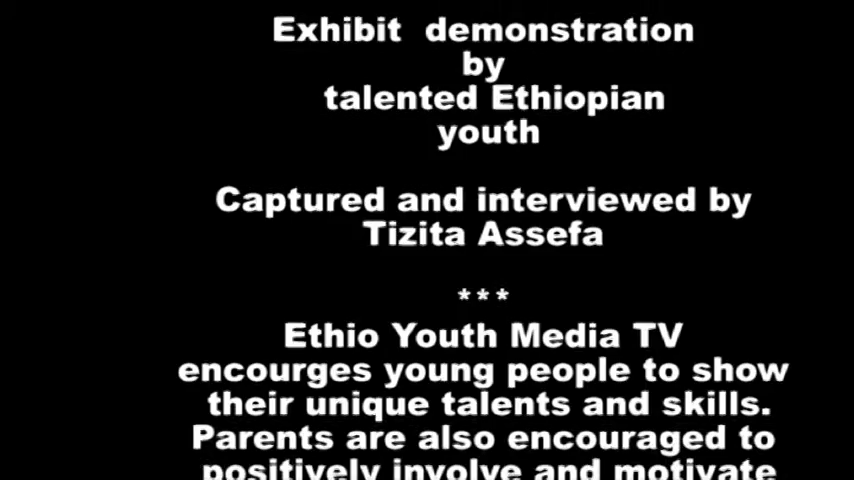 Exhibit demonstration
by
talented Ethiopian
youth
Captured and interviewed by
Tizita Assefa
***
Ethio Youth Media TV
encourges young people to show
their unique talents and skills.
Parents are also encouraged to
positively involve and motivate